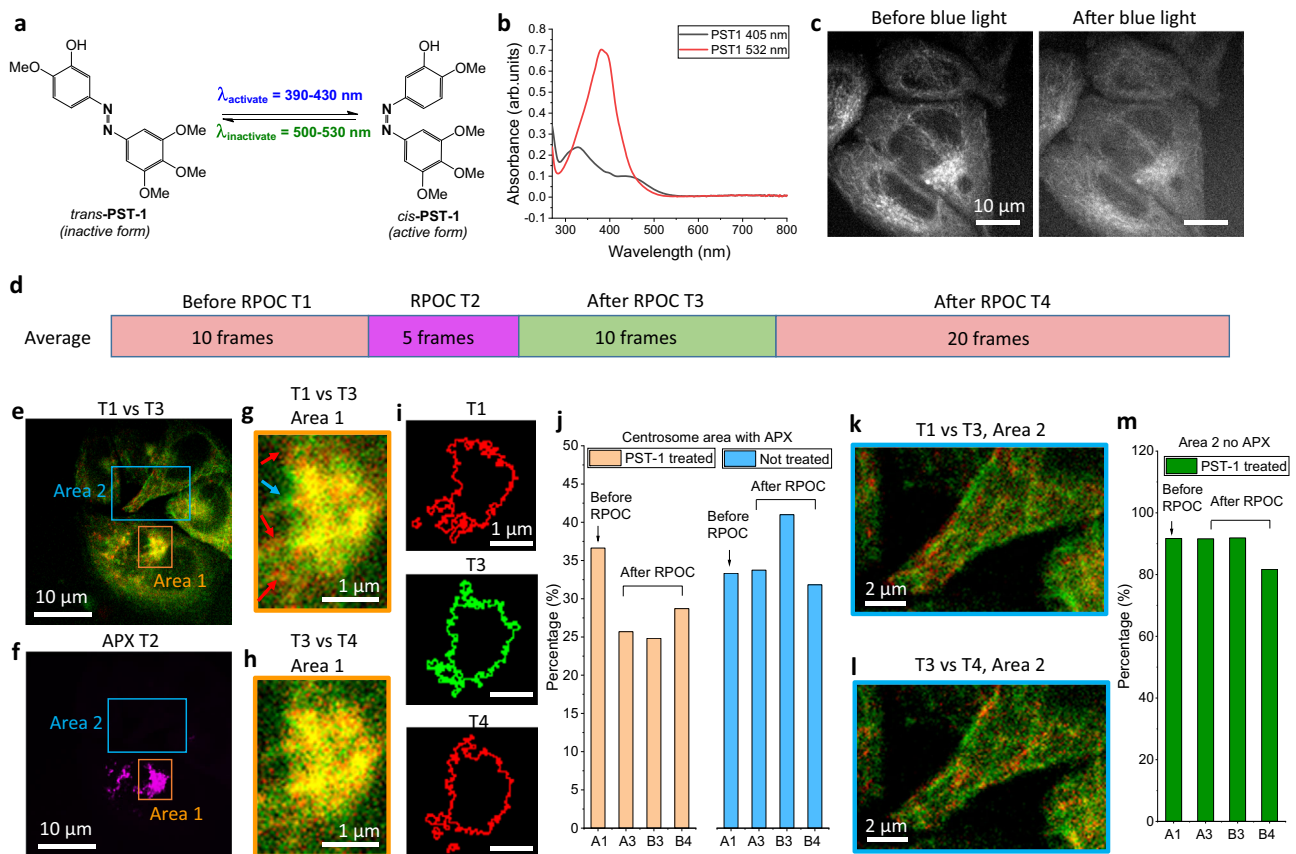 a
OH
MeO
N
N
OMe
OMe
OMe
trans-PST-1
(inactive form)
λactivate = 390-430 nm
λinactivate = 500-530 nm
OH
OMe
N
N
OMe
OMe
OMe
cis-PST-1
(active form)
b
PST1 405 nm
PST1 532 nm
Absorbance (arb.units)
0.8
0.7
0.6
0.5
0.4
0.3
0.2
0.1
0.0
-0.1
300 400 500 600 700 800
Wavelength (nm)
c
Before blue light
After blue light
10 µm
d
Before RPOC T1
RPOC T2
After RPOC T3
After RPOC T4
Average
10 frames
5 frames
10 frames
20 frames
e
T1 vs T3
Area 2
Area 1
10 µm
f
APX T2
Area 2
Area 1
10 µm
g
T1 vs T3
Area 1
1 µm
h
T3 vs T4
Area 1
1 µm
i
T1
1 µm
T3
T4
j
Centrosome area with APX
PST-1 treated
Not treated
Before
RPOC
After RPOC
Before
RPOC
After RPOC
Percentage (%)
50
45
40
35
30
25
20
15
10
5
0
A1 A3 B3 B4
A1 A3 B3 B4
k
T1 vs T3, Area 2
2 µm
l
T3 vs T4, Area 2
2 µm
m
Area 2 no APX
PST-1 treated
Before
RPOC
After RPOC
Percentage (%)
120
100
80
60
40
20
0
A1 A3 B3 B4